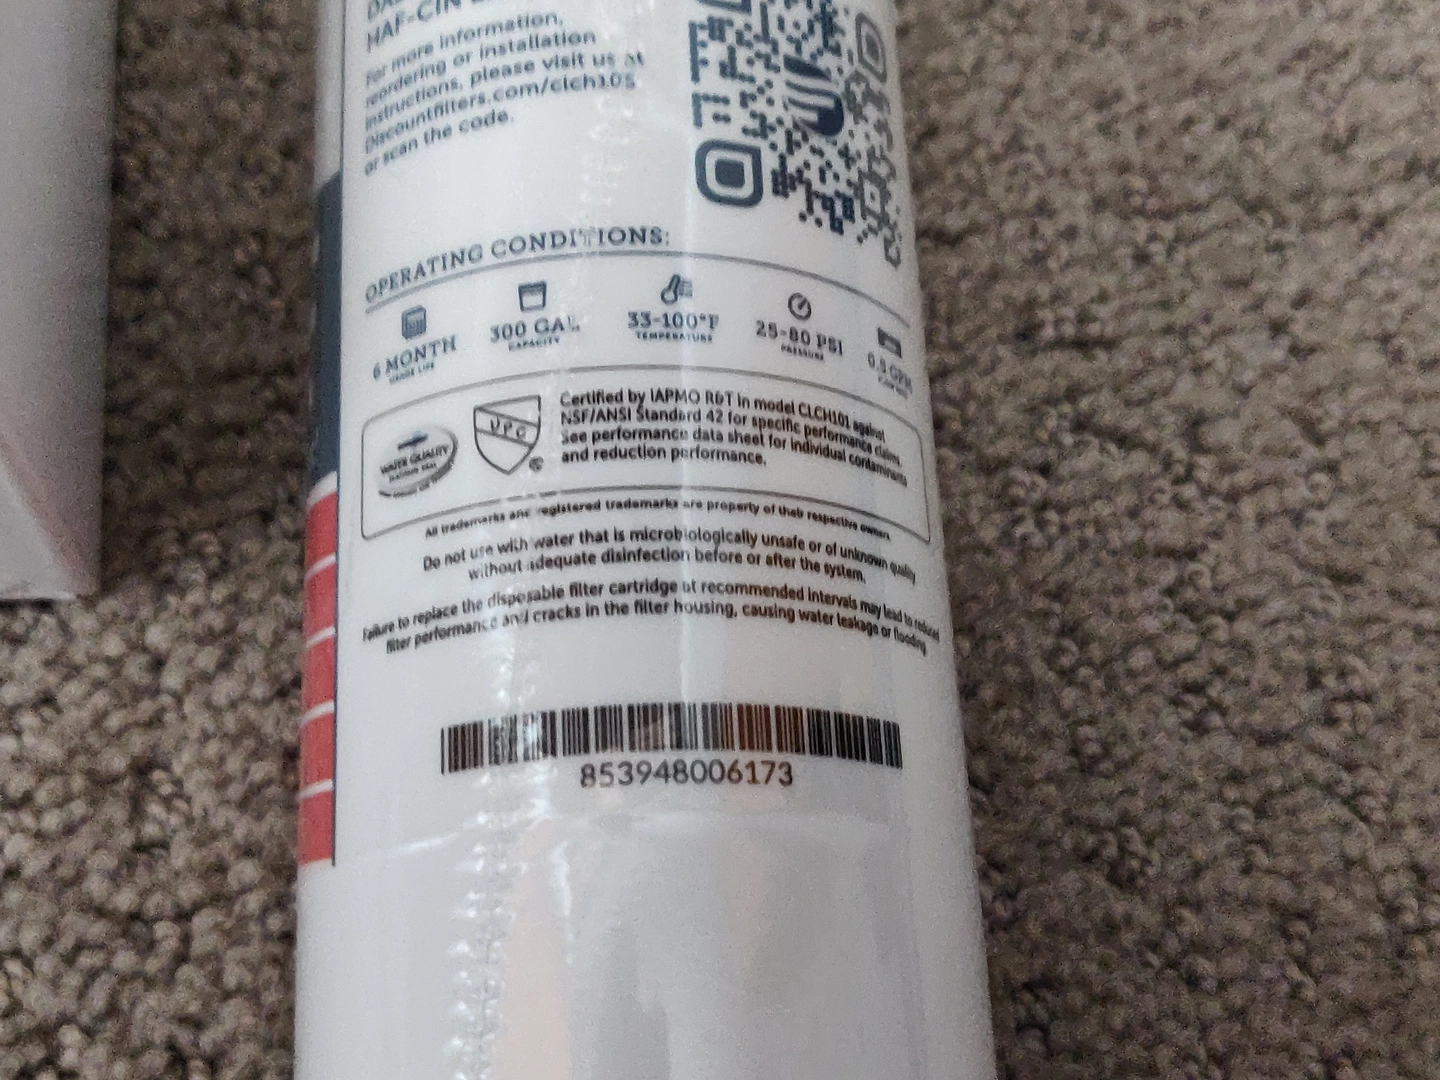 HAF-CIN
For more information,
reordering or installation
instructions, please visit us at
Discountfilters.com/clch105
or scan the code.
OPERATING CONDITIONS:
6 MONTH
USAGE LIFE
300 GAL
CAPACITY
33-100°F
TEMPERATURE
25-80 PSI
PRESSURE
GPM
WATER QUALITY
UPC
Certified by IAPMO R&T in model CLCH101 against
NSF/ANSI Standard 42 for specific performance claims.
See performance data sheet for individual contaminants
and reduction performance.
All trademarks and registered trademarks are property of their respective owners.
Do not use with water that is microbiologically unsafe or of unknown quality
without adequate disinfection before or after the system.
Failure to replace the disposable filter cartridge at recommended intervals may lead to reduced
filter performance and cracks in the filter housing, causing water leakage or flooding
853948006173